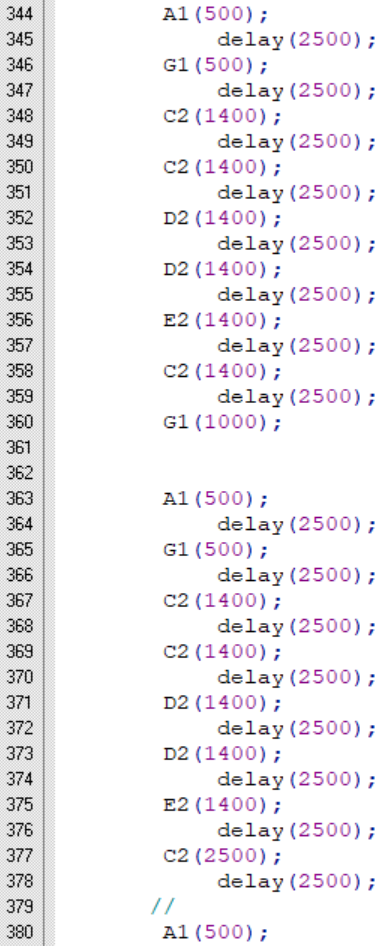 344 A1(500);
345 delay(2500);
346 G1(500);
347 delay(2500);
348 C2(1400);
349 delay(2500);
350 C2(1400);
351 delay(2500);
352 D2(1400);
353 delay(2500);
354 D2(1400);
355 delay(2500);
356 E2(1400);
357 delay(2500);
358 C2(1400);
359 delay(2500);
360 G1(1000);
361
362
363 A1(500);
364 delay(2500);
365 G1(500);
366 delay(2500);
367 C2(1400);
368 delay(2500);
369 C2(1400);
370 delay(2500);
371 D2(1400);
372 delay(2500);
373 D2(1400);
374 delay(2500);
375 E2(1400);
376 delay(2500);
377 C2(2500);
378 delay(2500);
379 //
380 A1(500);